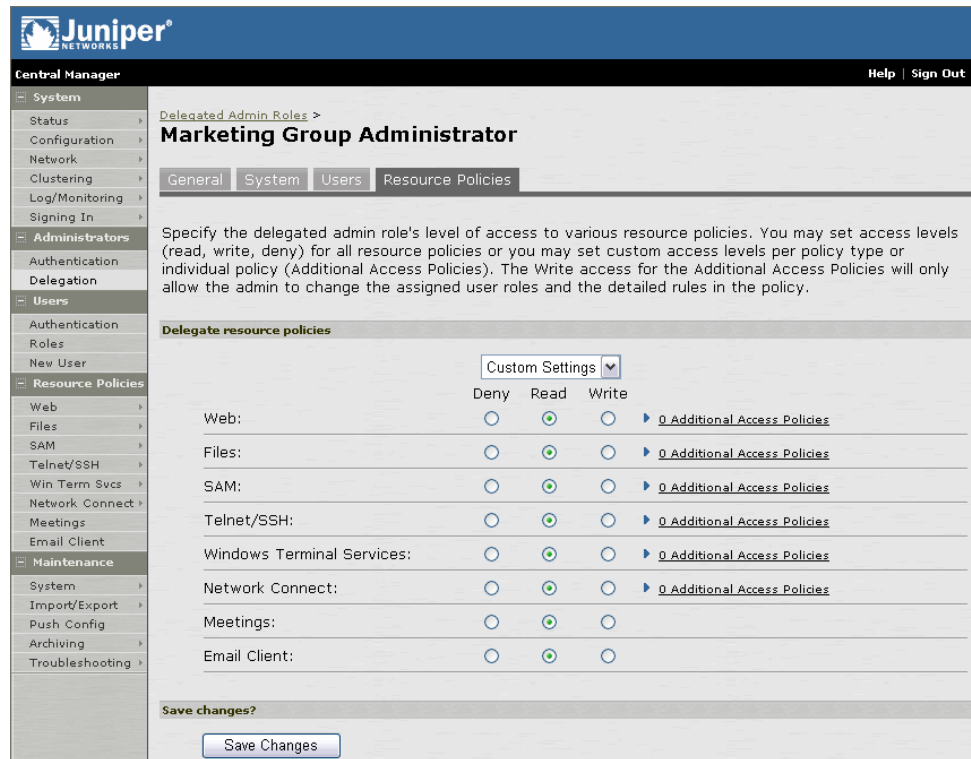 Juniper®
NETWORKS
Central Manager
Help | Sign Out
System
Status
Configuration
Network
Clustering
Log/Monitoring
Signing In
Administrators
Authentication
Delegation
Users
Authentication
Roles
New User
Resource Policies
Web
Files
SAM
Telnet/SSH
Win Term Svcs
Network Connect
Meetings
Email Client
Maintenance
System
Import/Export
Push Config
Archiving
Troubleshooting
Delegated Admin Roles >
Marketing Group Administrator
General System Users Resource Policies
Specify the delegated admin role's level of access to various resource policies. You may set access levels
(read, write, deny) for all resource policies or you may set custom access levels per policy type or
individual policy (Additional Access Policies). The Write access for the Additional Access Policies will only
allow the admin to change the assigned user roles and the detailed rules in the policy.
Delegate resource policies
Custom Settings
Deny Read Write
Web: 0 Additional Access Policies
Files: 0 Additional Access Policies
SAM: 0 Additional Access Policies
Telnet/SSH: 0 Additional Access Policies
Windows Terminal Services: 0 Additional Access Policies
Network Connect: 0 Additional Access Policies
Meetings:
Email Client:
Save changes?
Save Changes